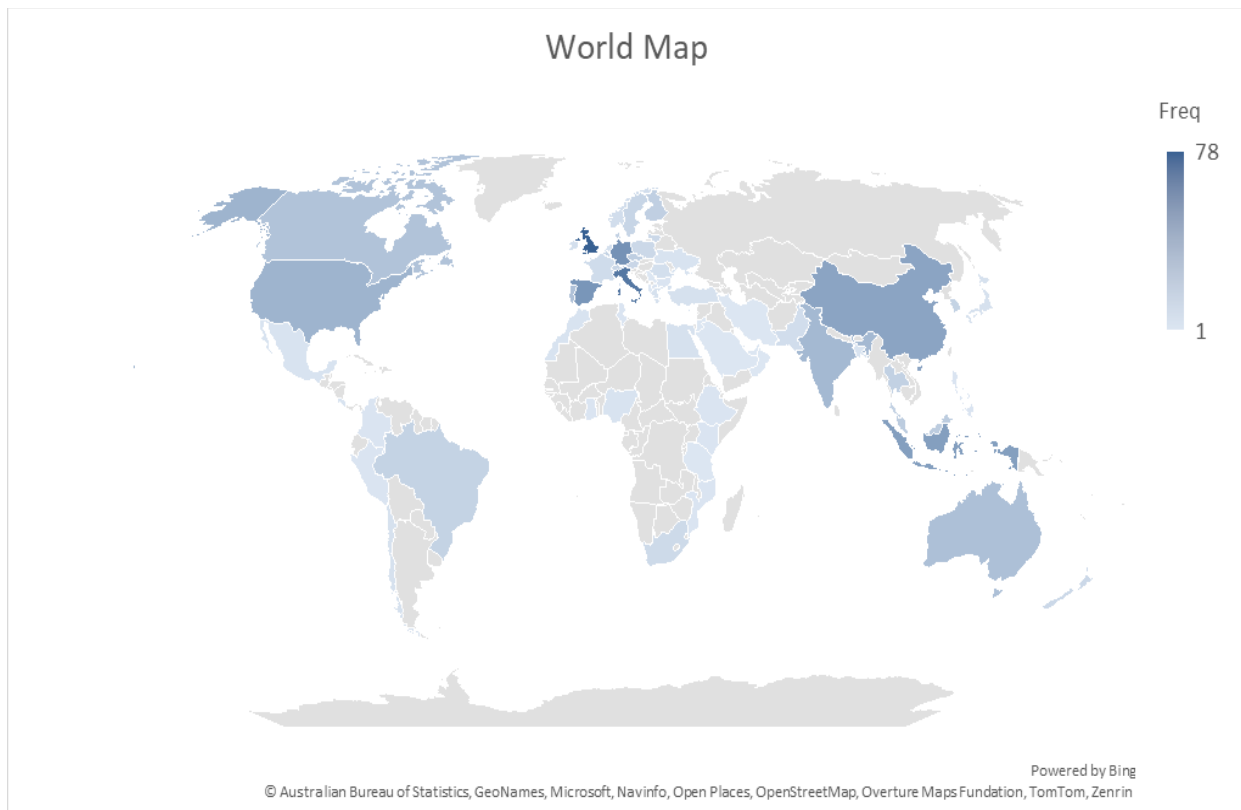 World Map
Freq
78
1
Powered by Bing
© Australian Bureau of Statistics, GeoNames, Microsoft, Navinfo, Open Places, OpenStreetMap, Overture Maps Fundation, TomTom, Zenrin